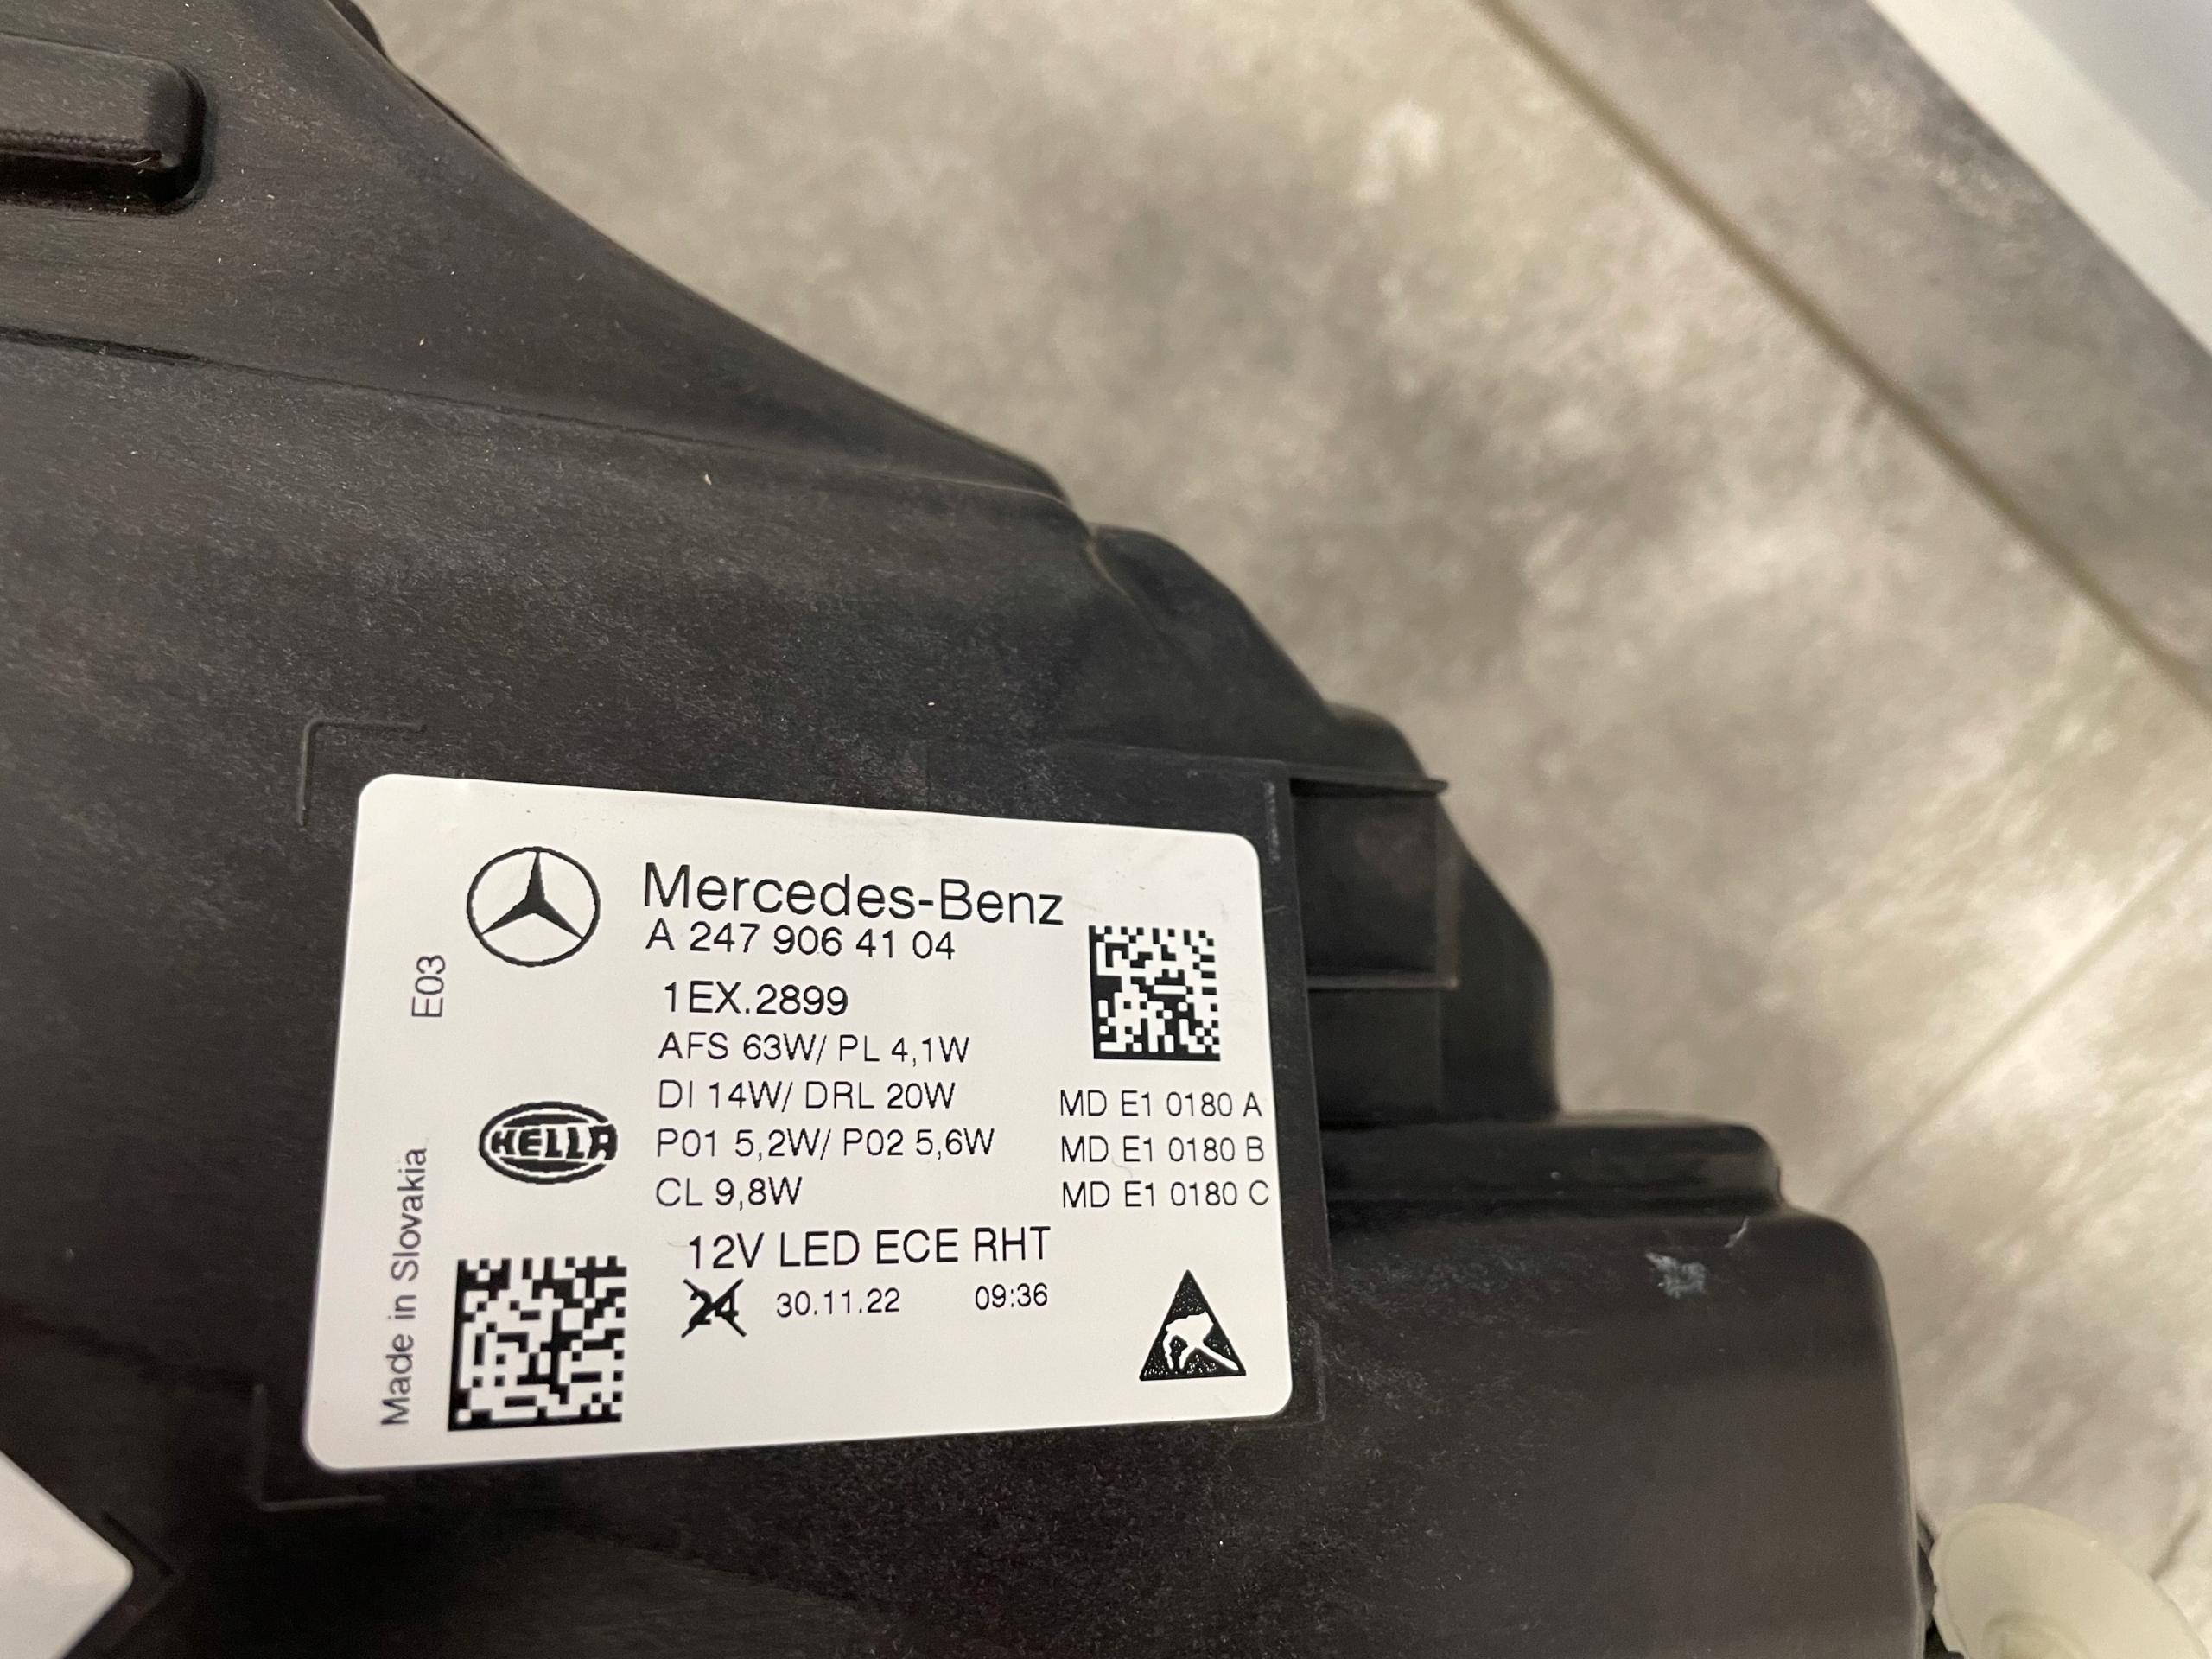 Mercedes-Benz
A 247 906 41 04
1EX.2899
AFS 63W/ PL 4,1W
DI 14W/ DRL 20W
P01 5,2W/ P02 5,6W
CL 9,8W
MD E1 0180 A
MD E1 0180 B
MD E1 0180 C
12V LED ECE RHT
24 30.11.22 09:36
HELLA
E03
Made in Slovakia